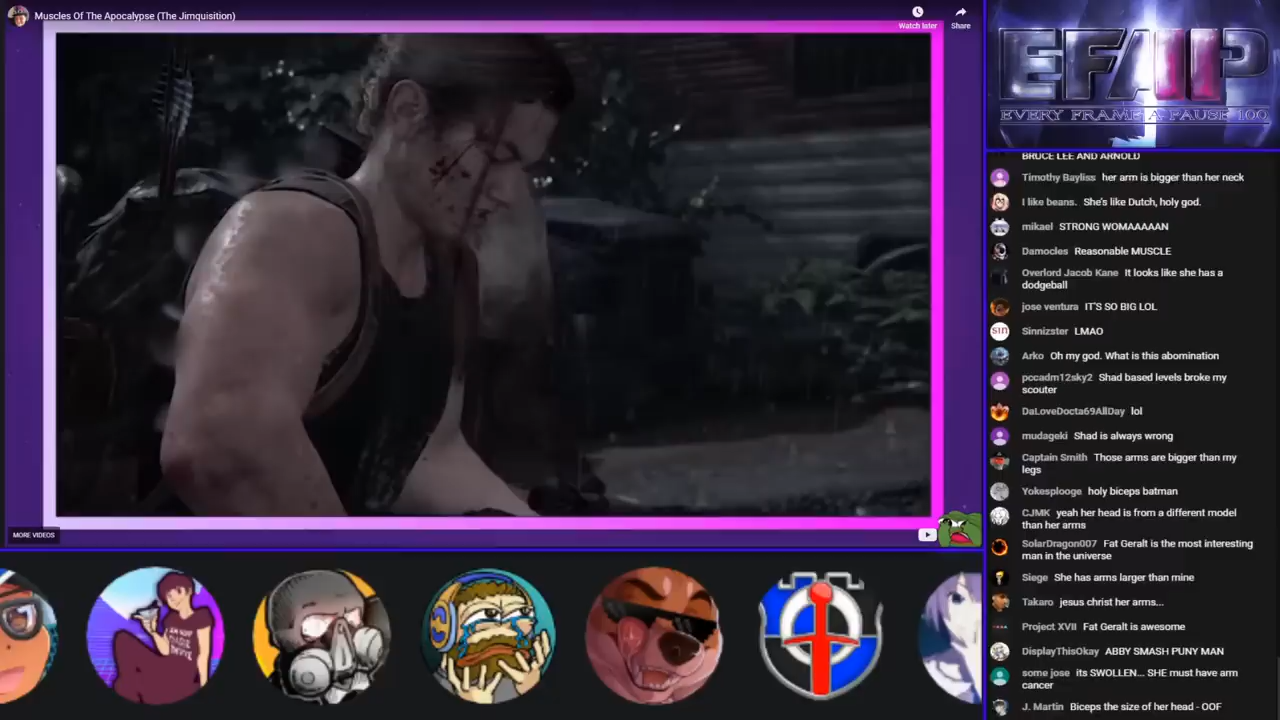 Muscles Of The Apocalypse (The Jimquisition)
Watch later
Share
MORE VIDEOS
EFAP
EVERY FRAME A PAUSE 100
BRUCE LEE AND ARNOLD
Timothy Bayliss her arm is bigger than her neck
I like beans. She's like Dutch, holy god.
mikael STRONG WOMAAAAAN
Damocles Reasonable MUSCLE
Overlord Jacob Kane It looks like she has a
dodgeball
jose ventura IT'S SO BIG LOL
sin
Sinnizster LMAO
Arko Oh my god. What is this abomination
pccadm12sky2 Shad based levels broke my
scouter
DaLoveDocta69AllDay lol
mudageki Shad is always wrong
Captain Smith Those arms are bigger than my
legs
Yokesplooge holy biceps batman
CJMK yeah her head is from a different model
than her arms
SolarDragon007 Fat Geralt is the most interesting
man in the universe
Siege She has arms larger than mine
Takaro jesus christ her arms...
Project XVII Fat Geralt is awesome
DisplayThisOkay ABBY SMASH PUNY MAN
some jose its SWOLLEN... SHE must have arm
cancer
J. Martin Biceps the size of her head - OOF